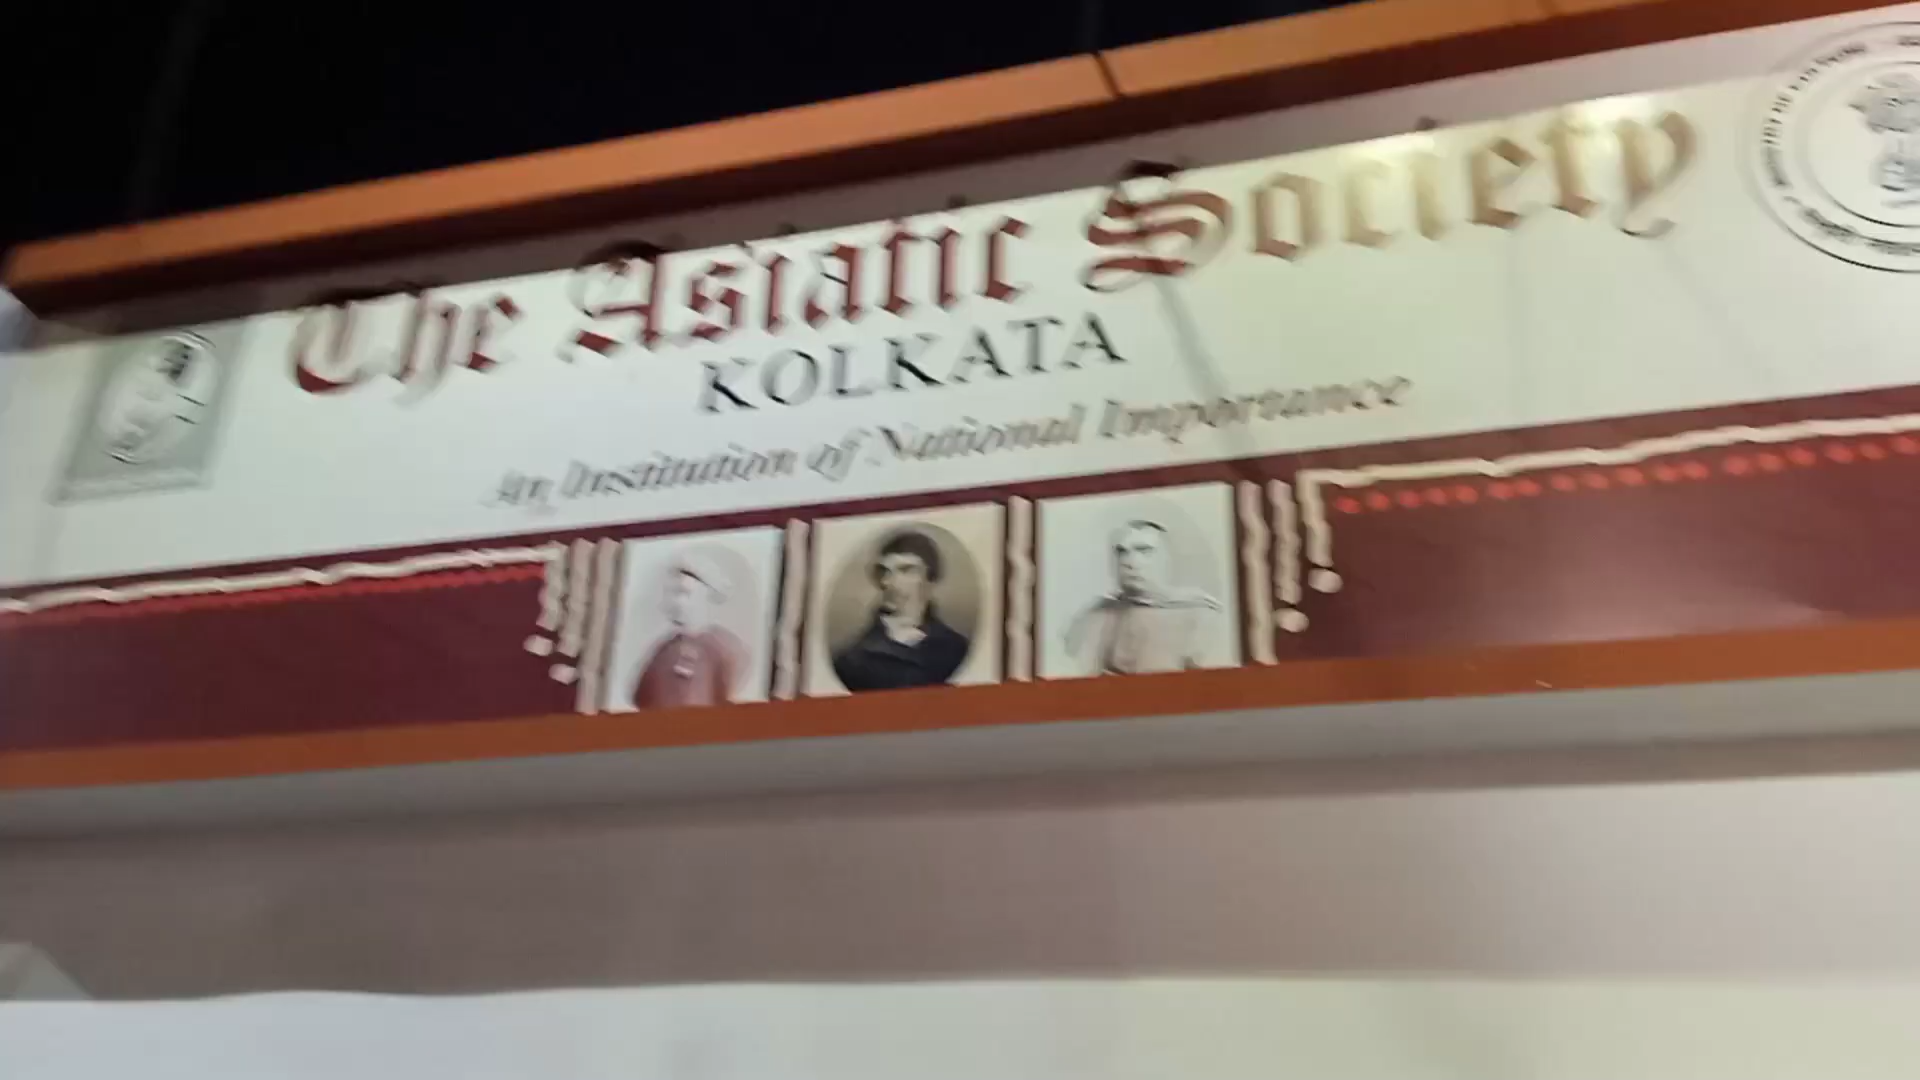 The Asiatic Society
KOLKATA
An Institution of National Importance